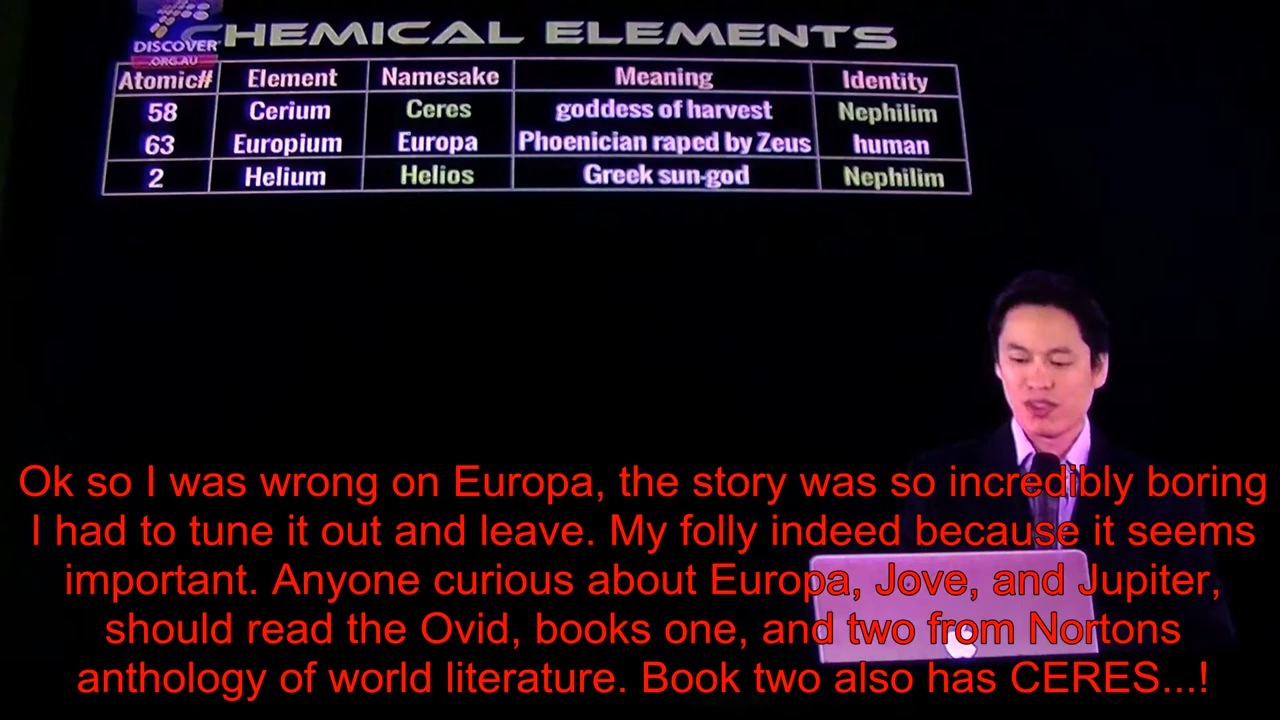 DISCOVER
.ORG.AU
CHEMICAL ELEMENTS
Atomic# Element Namesake Meaning Identity
58 Cerium Ceres goddess of harvest Nephilim
63 Europium Europa Phoenician raped by Zeus human
2 Helium Helios Greek sun-god Nephilim
Ok so I was wrong on Europa, the story was so incredibly boring
I had to tune it out and leave. My folly indeed because it seems
important. Anyone curious about Europa, Jove, and Jupiter,
should read the Ovid, books one, and two from Nortons
anthology of world literature. Book two also has CERES...!